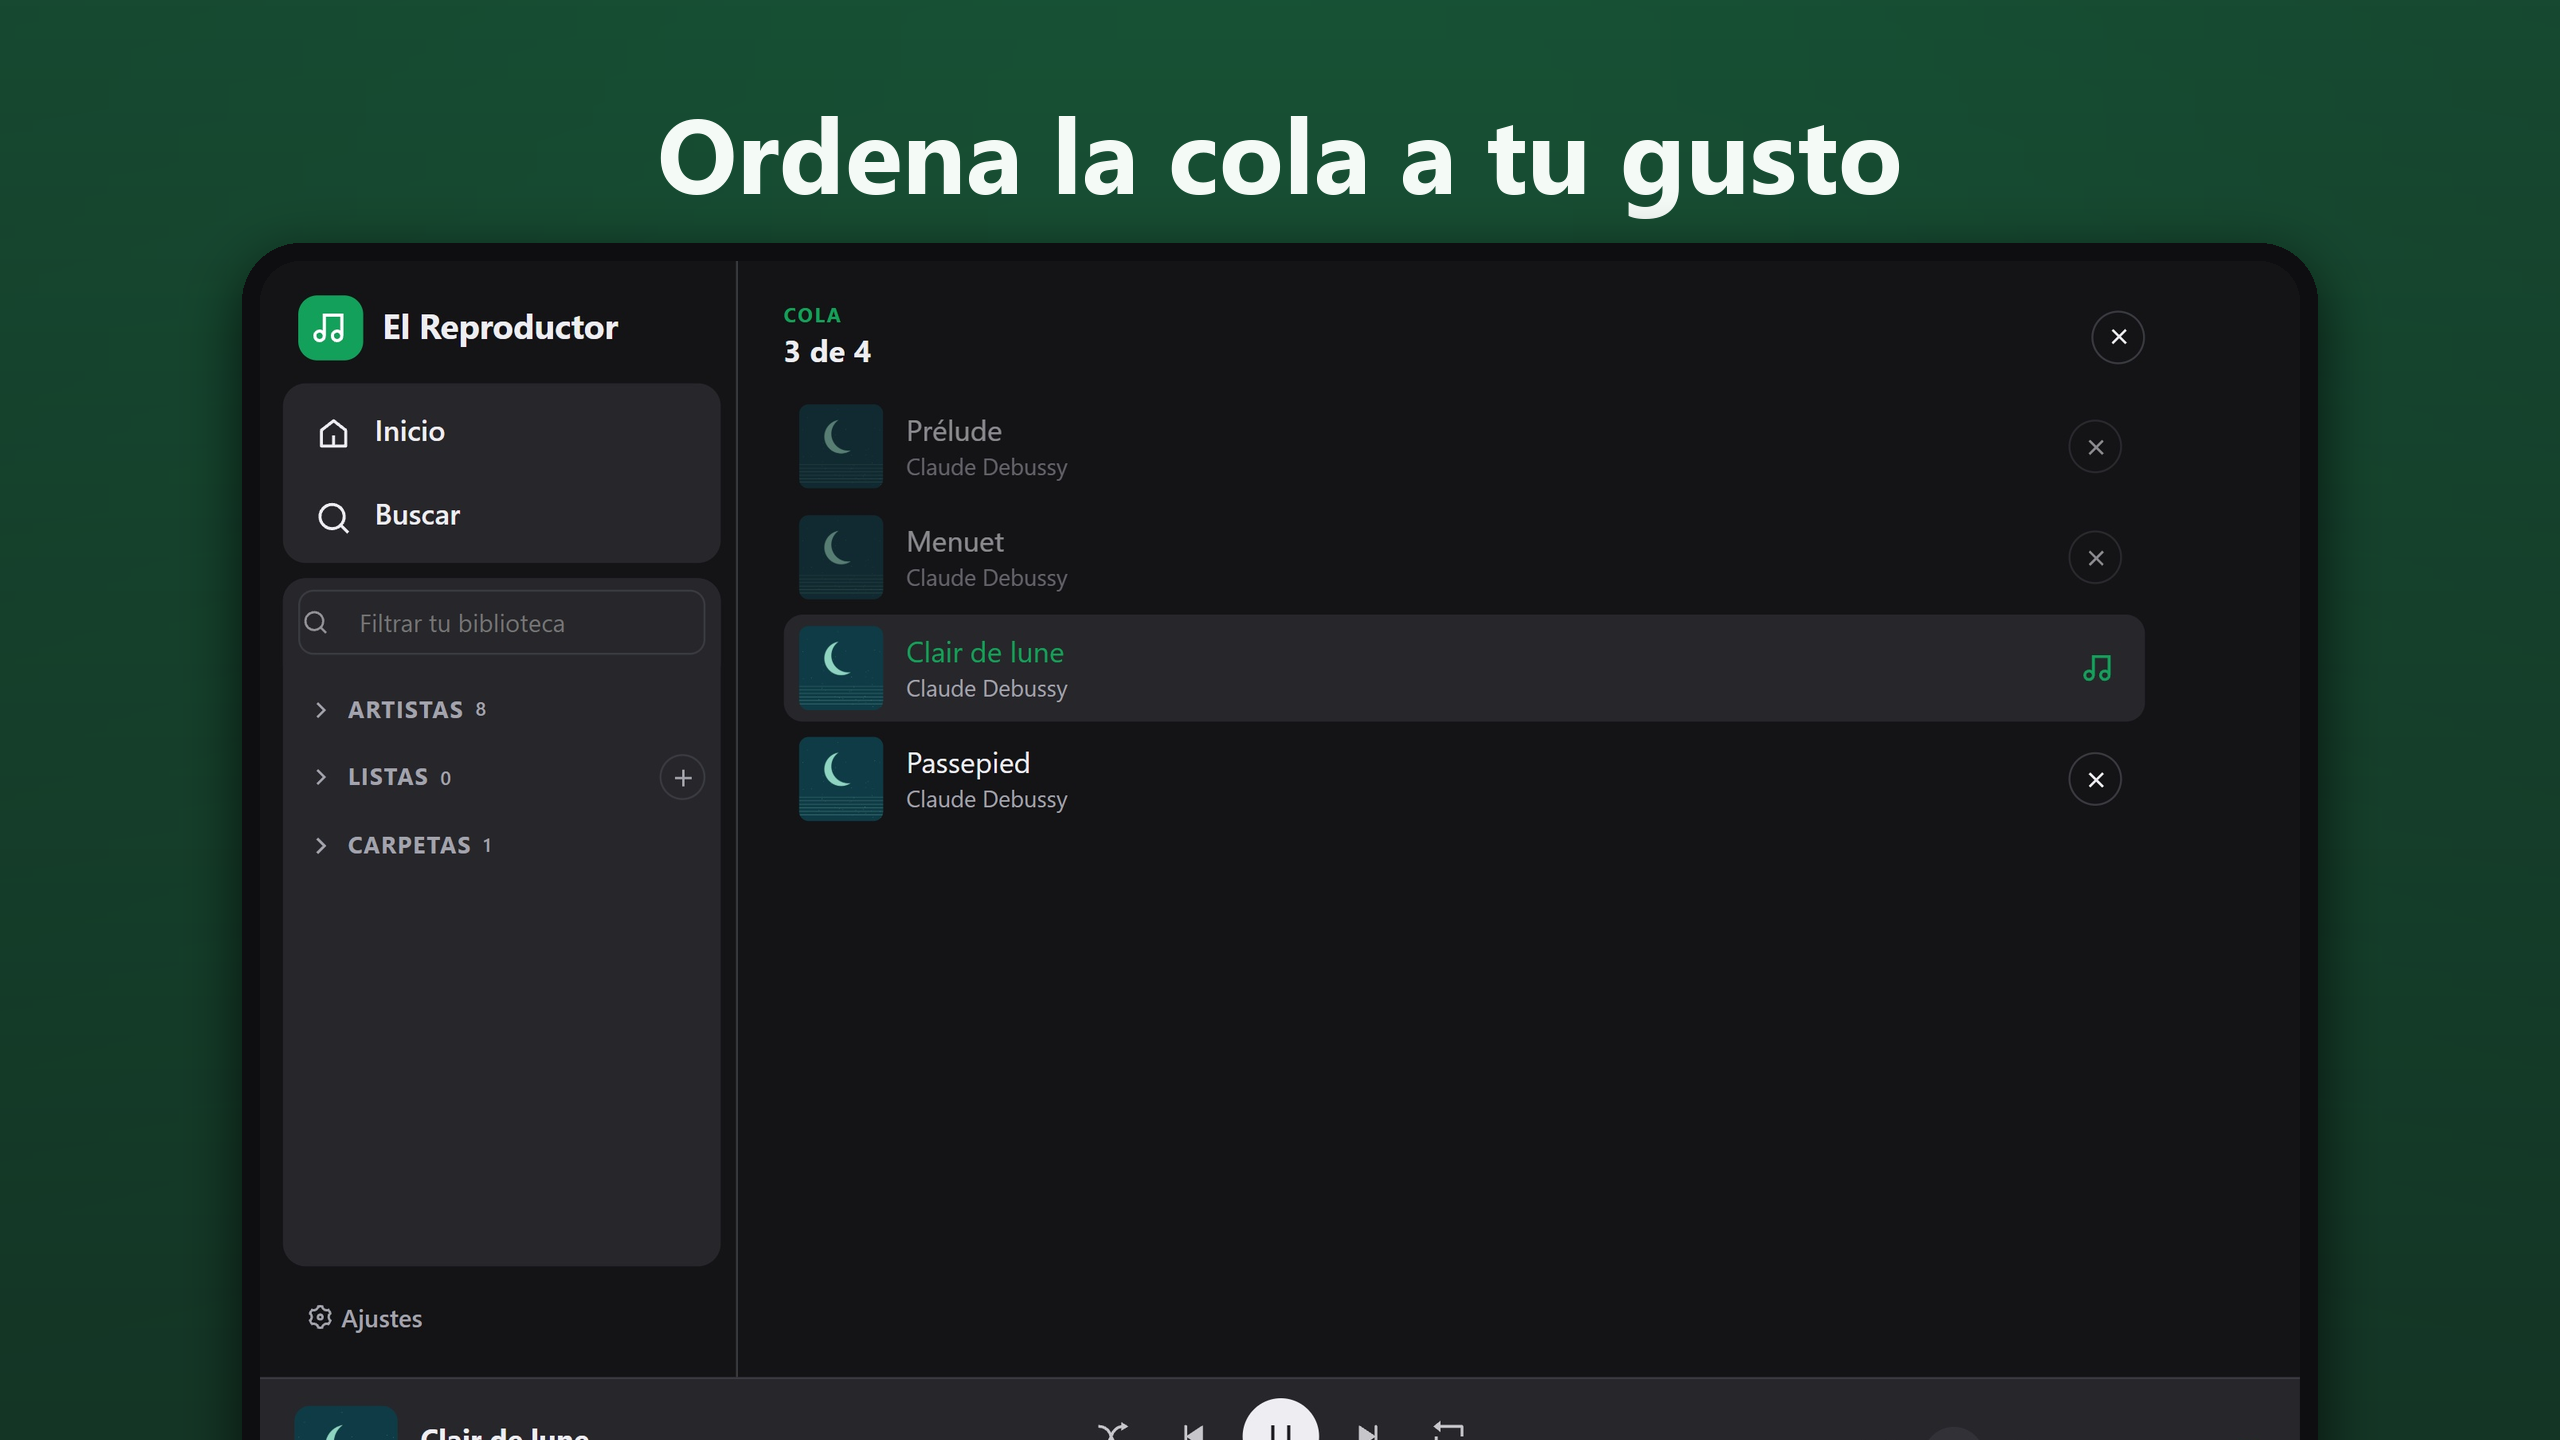 Ordena la cola a tu gusto
El Reproductor
Inicio
Buscar
Filtrar tu biblioteca
ARTISTAS 8
LISTAS 0
CARPETAS 1
Ajustes
COLA
3 de 4
Prélude
Claude Debussy
Menuet
Claude Debussy
Clair de lune
Claude Debussy
Passepied
Claude Debussy
Clair de lune